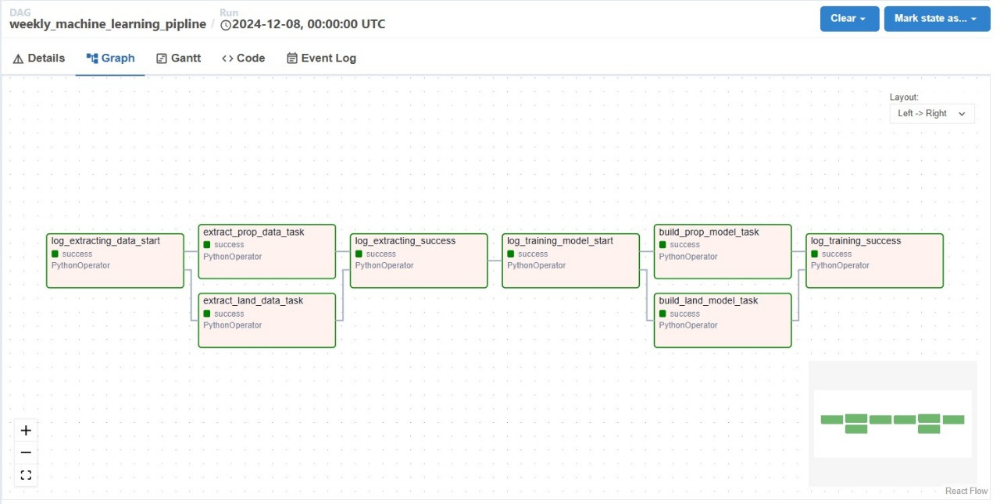 DAG
weekly_machine_learning_pipline
/
Run
2024-12-08, 00:00:00 UTC
Clear
Mark state as...
Details
Graph
Gantt
Code
Event Log
Layout:
Left -> Right
log_extracting_data_start
success
PythonOperator
extract_prop_data_task
success
PythonOperator
extract_land_data_task
success
PythonOperator
log_extracting_success
success
PythonOperator
log_training_model_start
success
PythonOperator
build_prop_model_task
success
PythonOperator
build_land_model_task
success
PythonOperator
log_training_success
success
PythonOperator
React Flow